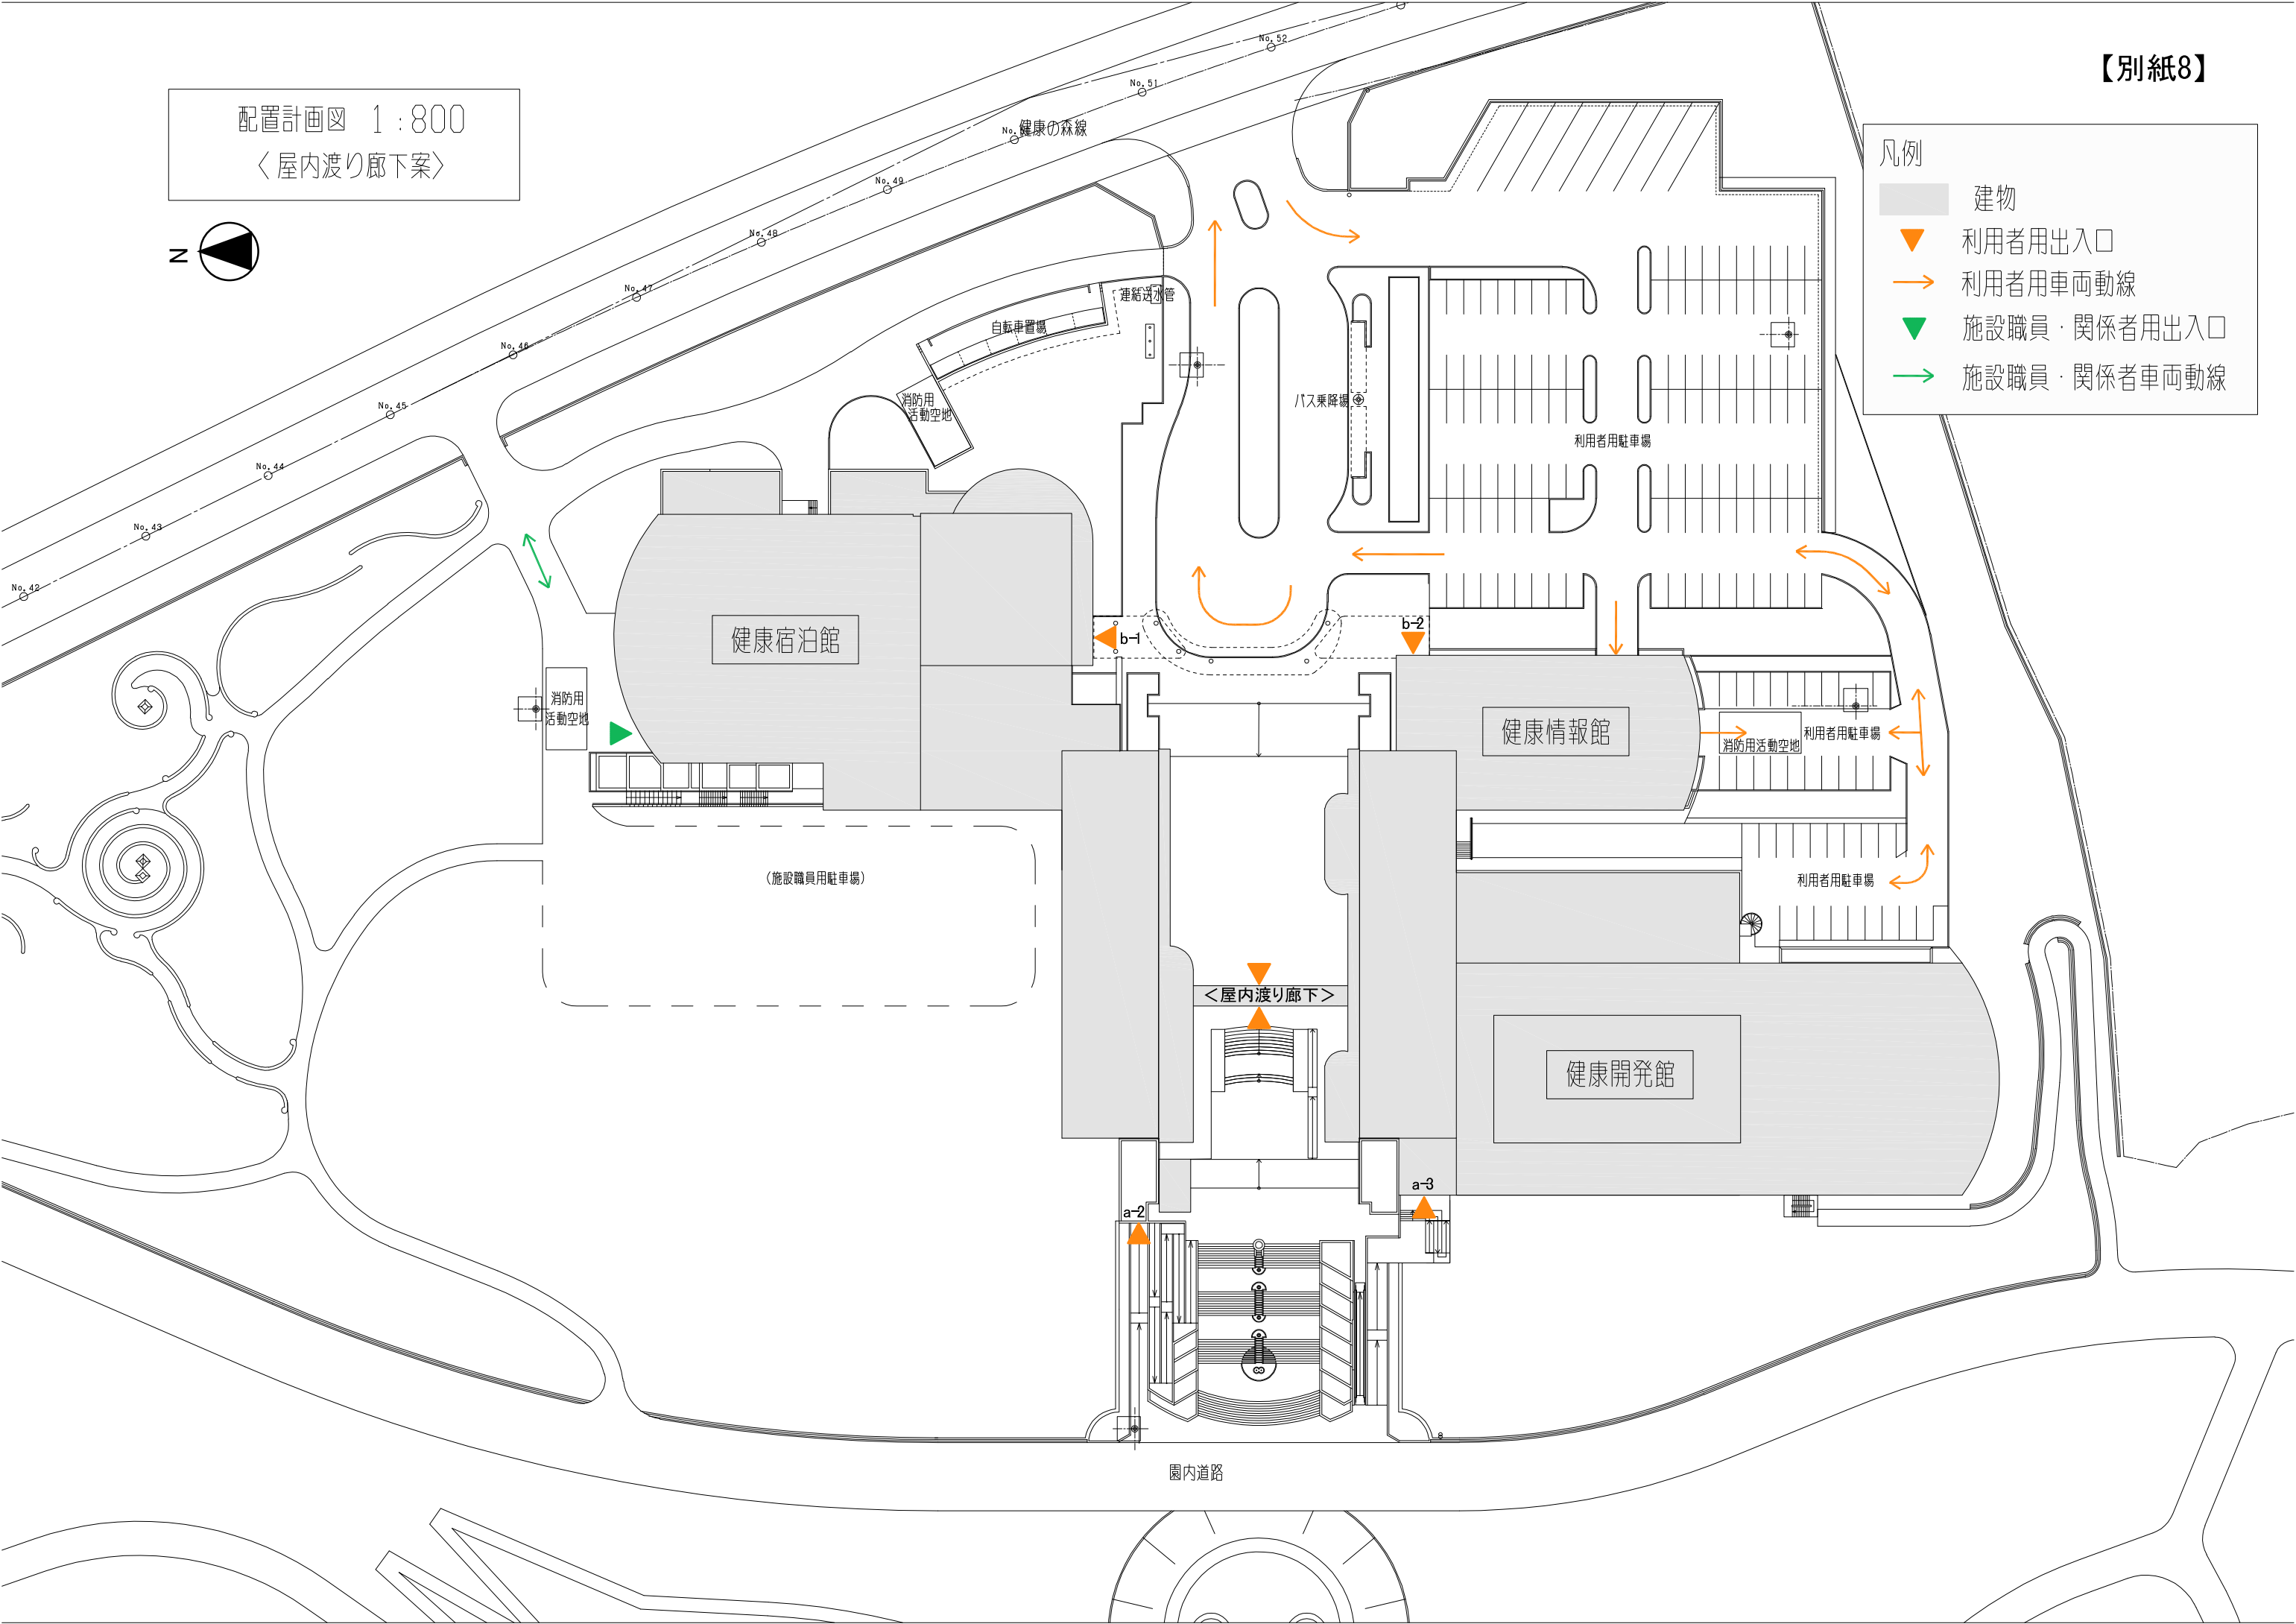 【別紙8】
配置計画図 1:800
〈屋内渡り廊下案〉
N
凡例
建物
利用者用出入口
利用者用車両動線
施設職員・関係者用出入口
施設職員・関係者車両動線
No.52
No.51
健康の森線
No.49
No.48
No.47
No.46
No.45
No.44
No.43
No.42
連結送水管
自転車置場
消防用
活動空地
バス乗降場
利用者用駐車場
健康宿泊館
b-1
b-2
消防用
活動空地
健康情報館
消防用活動空地
利用者用駐車場
(施設職員用駐車場)
利用者用駐車場
<屋内渡り廊下>
健康開発館
a-3
a-2
園内道路